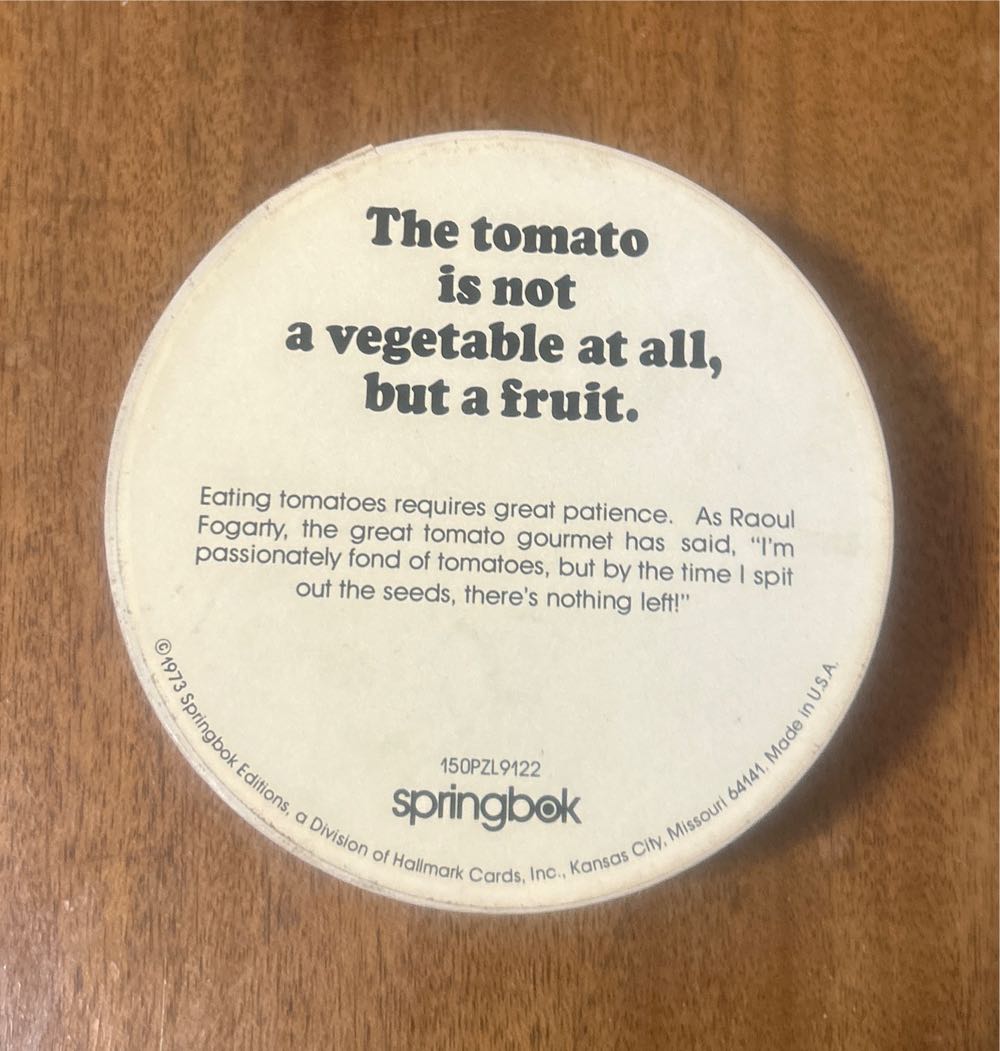 The tomato
is not
a vegetable at all,
but a fruit.
Eating tomatoes requires great patience. As Raoul
Fogarty, the great tomato gourmet has said, "I'm
passionately fond of tomatoes, but by the time I spit
out the seeds, there's nothing left!"
150PZL9122
springbok
©1973 Springbok Editions, a Division of Hallmark Cards, Inc., Kansas City, Missouri 64141. Made in U.S.A.